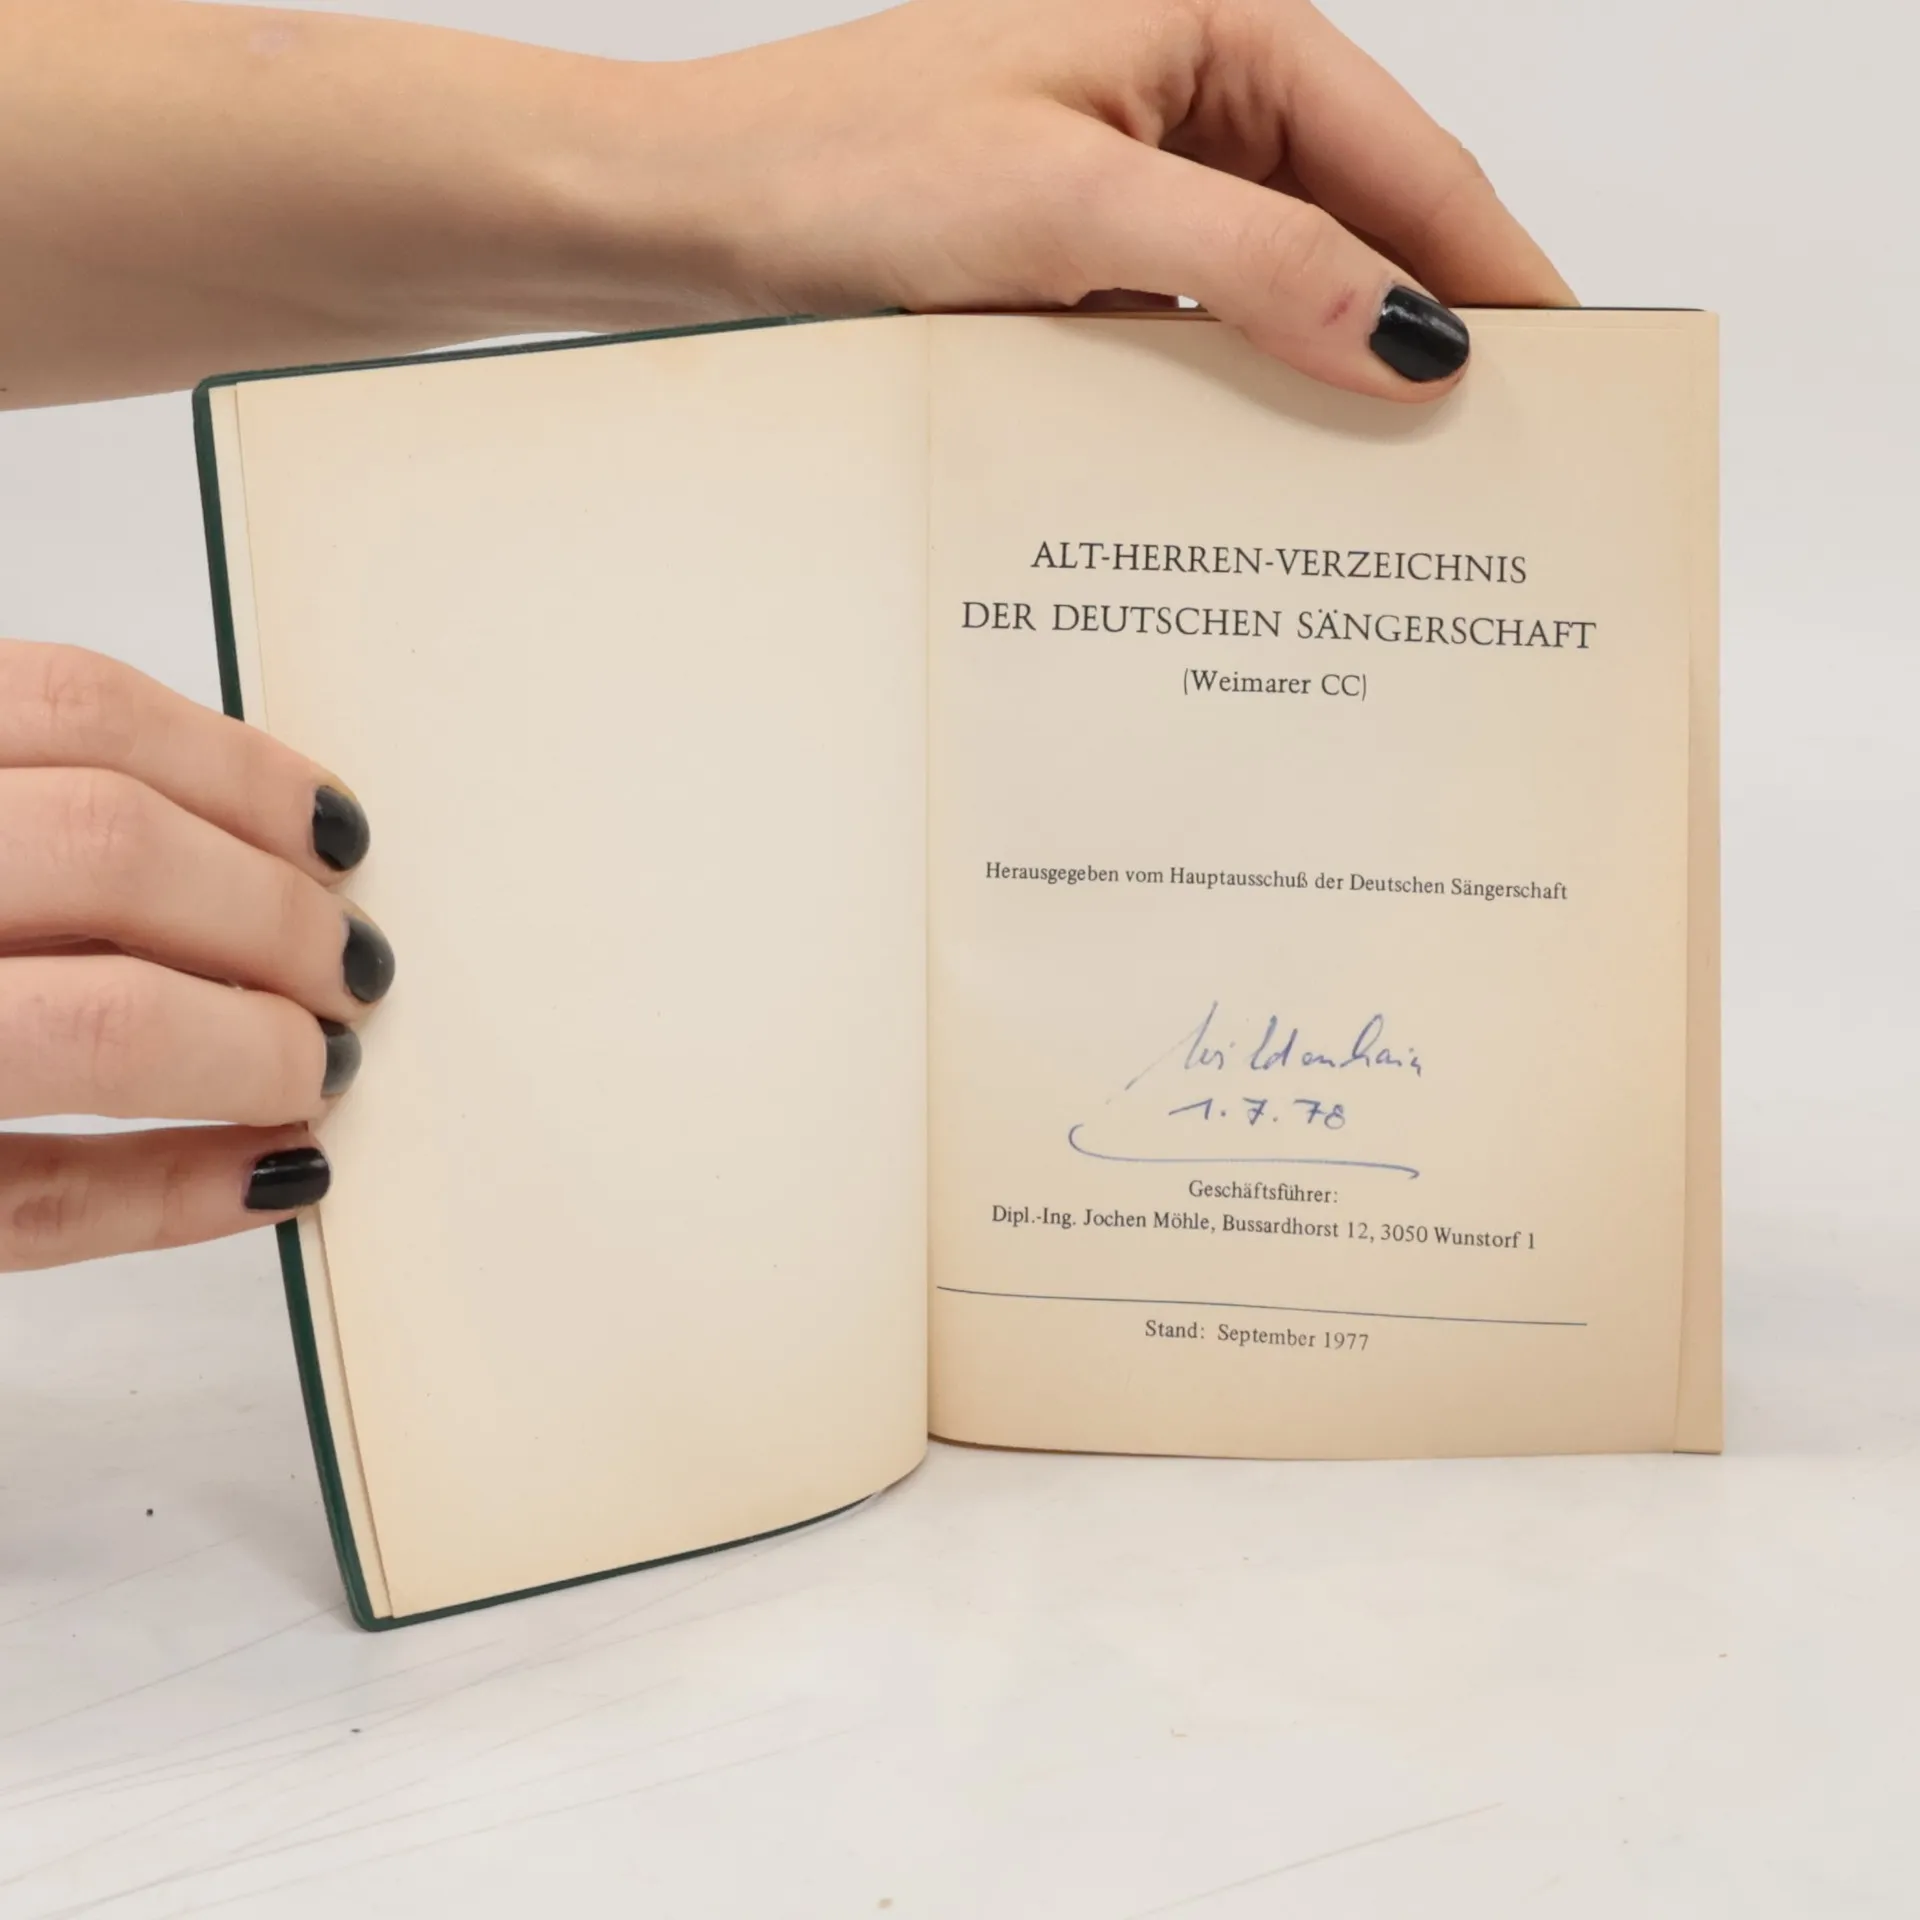 ALT-HERREN-VERZEICHNIS
DER DEUTSCHEN SÄNGERSCHAFT
(Weimarer CC)
Herausgegeben vom Hauptausschuß der Deutschen Sängerschaft
Wildenhain
1. 7. 78
Geschäftsführer:
Dipl.-Ing. Jochen Möhle, Bussardhorst 12, 3050 Wunstorf 1
Stand: September 1977